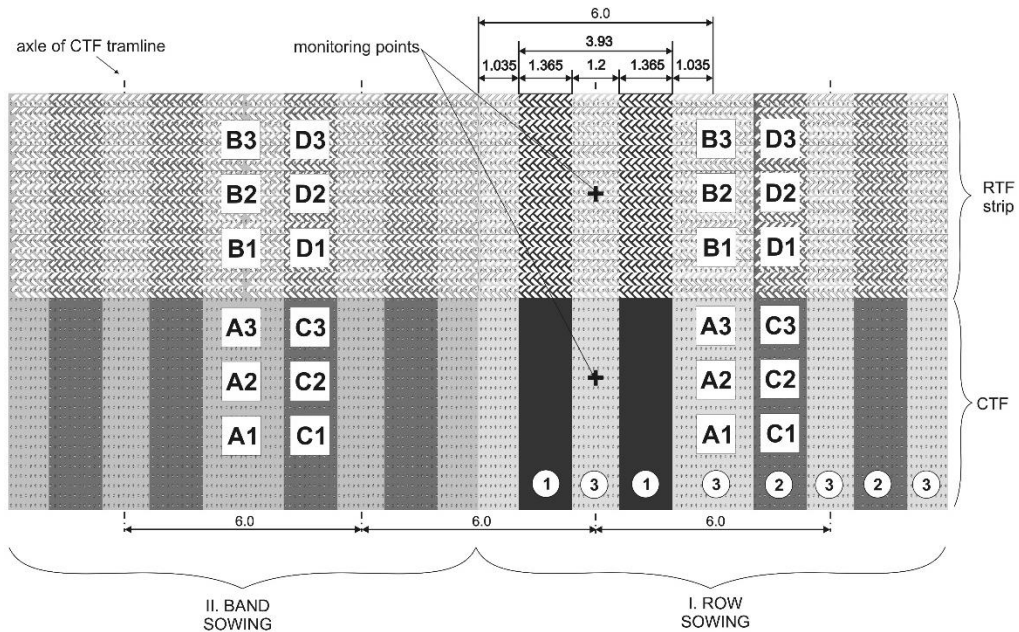 6.0
axle of CTF tramline
monitoring points
3.93
1.035 1.365 1.2 1.365 1.035
B3 D3 B3 D3
B2 D2 B2 D2
B1 D1 B1 D1
RTF
strip
A3 C3 A3 C3
A2 C2 A2 C2
CTF
A1 C1 A1 C1
1 3 1 3 2 3 2 3
6.0 6.0 6.0
II. BAND
SOWING
I. ROW
SOWING